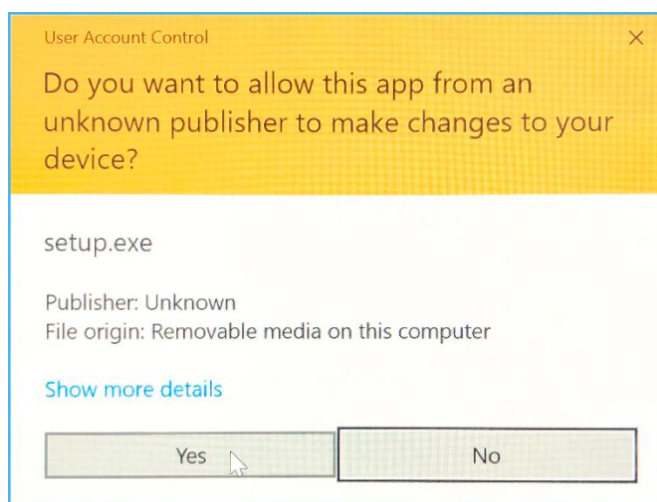 User Account Control
Do you want to allow this app from an
unknown publisher to make changes to your
device?
setup.exe
Publisher: Unknown
File origin: Removable media on this computer
Show more details
Yes
No